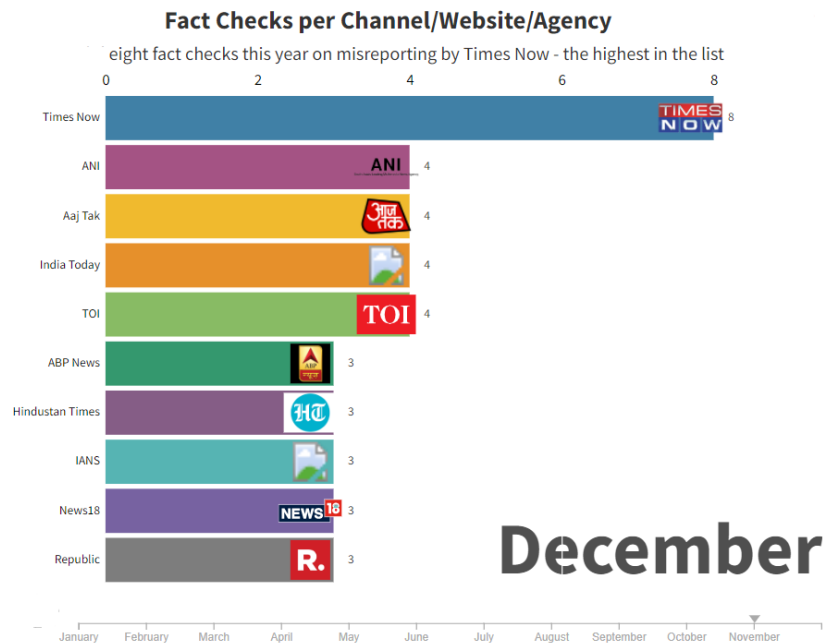 Fact Checks per Channel/Website/Agency
eight fact checks this year on misreporting by Times Now - the highest in the list
0 2 4 6 8
Times Now TIMES NOW 8
ANI ANI 4
Aaj Tak आज तक 4
India Today 4
TOI TOI 4
ABP News ABP न्यूज़ 3
Hindustan Times HT 3
IANS 3
News18 NEWS 18 3
Republic R. 3
December
January February March April May June July August September October November